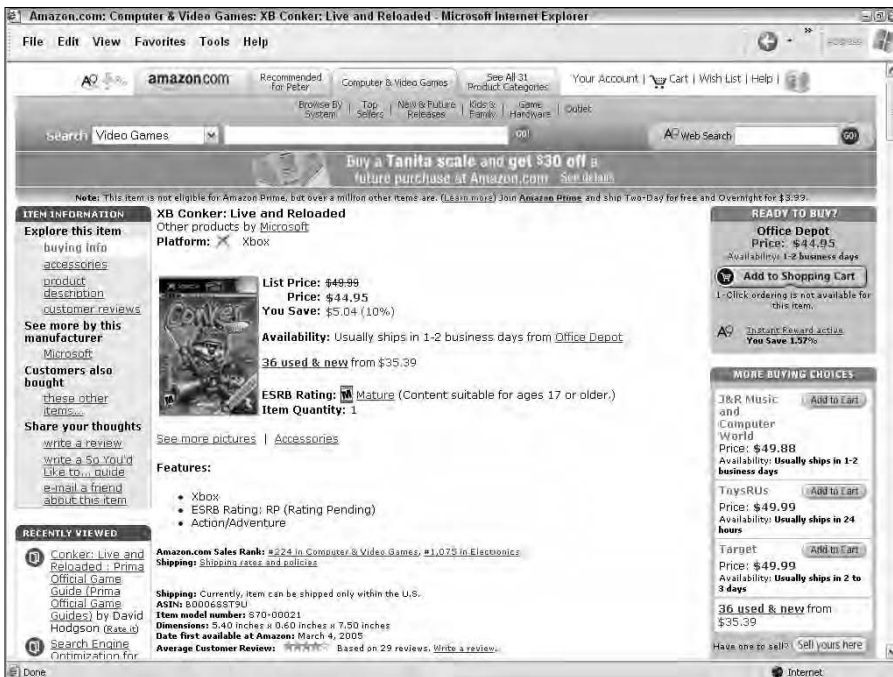 Amazon.com: Computer & Video Games: XB Conker: Live and Reloaded - Microsoft Internet Explorer
File Edit View Favorites Tools Help
amazon.com
Recommended for Peter
Computer & Video Games
See All 31 Product Categories
Your Account | Cart | Wish List | Help |
Browse By System | Top Sellers | New & Future Releases | Kids & Family | Game Hardware | Outlet
Search Video Games GO!
A9 Web Search GO!
Buy a Tanita scale and get $30 off a
future purchase at Amazon.com See details
Note: This item is not eligible for Amazon Prime, but over a million other items are. (Learn more) Join Amazon Prime and ship Two-Day for free and Overnight for $3.99.
ITEM INFORMATION
Explore this item
buying info
accessories
product
description
customer reviews
See more by this
manufacturer
Microsoft
Customers also
bought
these other
items...
Share your thoughts
write a review
write a So You'd
Like to... guide
e-mail a friend
about this item
RECENTLY VIEWED
Conker: Live and
Reloaded : Prima
Official Game
Guide (Prima
Official Game
Guides) by David
Hodgson (Rate it)
Search Engine
Optimization for
XB Conker: Live and Reloaded
Other products by Microsoft
Platform: Xbox
Conker
List Price: $49.99
Price: $44.95
You Save: $5.04 (10%)
Availability: Usually ships in 1-2 business days from Office Depot
36 used & new from $35.39
ESRB Rating: M Mature (Content suitable for ages 17 or older.)
Item Quantity: 1
See more pictures | Accessories
Features:
• Xbox
• ESRB Rating: RP (Rating Pending)
• Action/Adventure
Amazon.com Sales Rank: #224 in Computer & Video Games, #1,075 in Electronics
Shipping: Shipping rates and policies
Shipping: Currently, item can be shipped only within the U.S.
ASIN: B0006SST9U
Item model number: S70-00021
Dimensions: 5.40 inches x 0.60 inches x 7.50 inches
Date first available at Amazon: March 4, 2005
Average Customer Review: Based on 29 reviews. Write a review.
READY TO BUY?
Office Depot
Price: $44.95
Availability: 1-2 business days
Add to Shopping Cart
1-Click ordering is not available for
this item.
A9 Instant Reward active
You Save 1.57%
MORE BUYING CHOICES
J&R Music Add to Cart
and
Computer
World
Price: $49.88
Availability: Usually ships in 1-2
business days
ToysRUs Add to Cart
Price: $49.99
Availability: Usually ships in 24
hours
Target Add to Cart
Price: $49.99
Availability: Usually ships in 2 to
3 days
36 used & new from
$35.39
Have one to sell? Sell yours here
Done
Internet